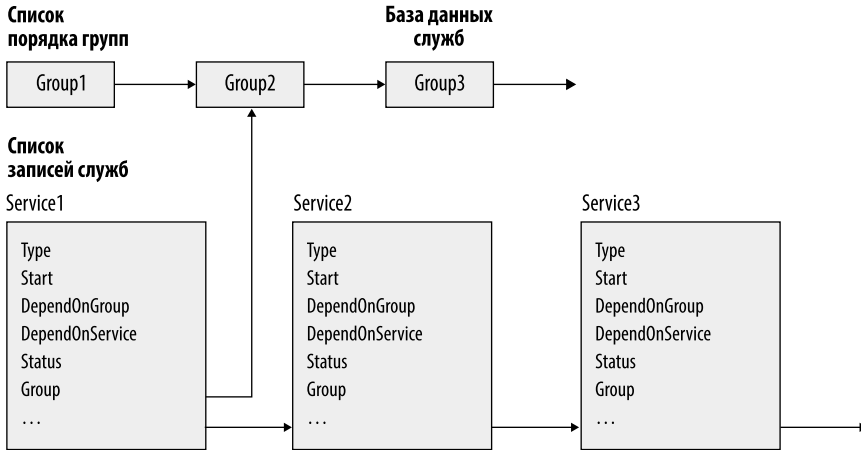 Список
порядка групп
База данных
служб
Group1
Group2
Group3
Список
записей служб
Service1
Service2
Service3
Type
Start
DependOnGroup
DependOnService
Status
Group
...
Type
Start
DependOnGroup
DependOnService
Status
Group
...
Type
Start
DependOnGroup
DependOnService
Status
Group
...